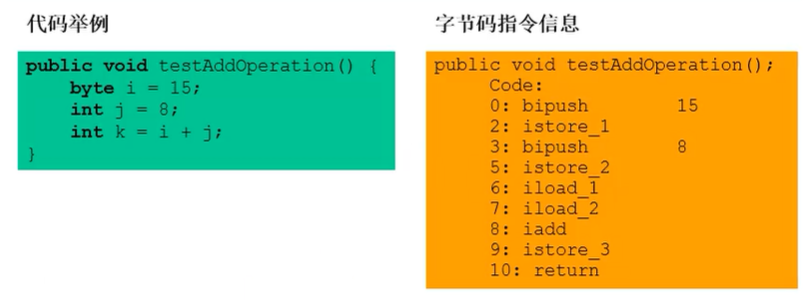 代码举例
public void testAddOperation() {
byte i = 15;
int j = 8;
int k = i + j;
}
字节码指令信息
public void testAddOperation();
Code:
0: bipush 15
2: istore_1
3: bipush 8
5: istore_2
6: iload_1
7: iload_2
8: iadd
9: istore_3
10: return